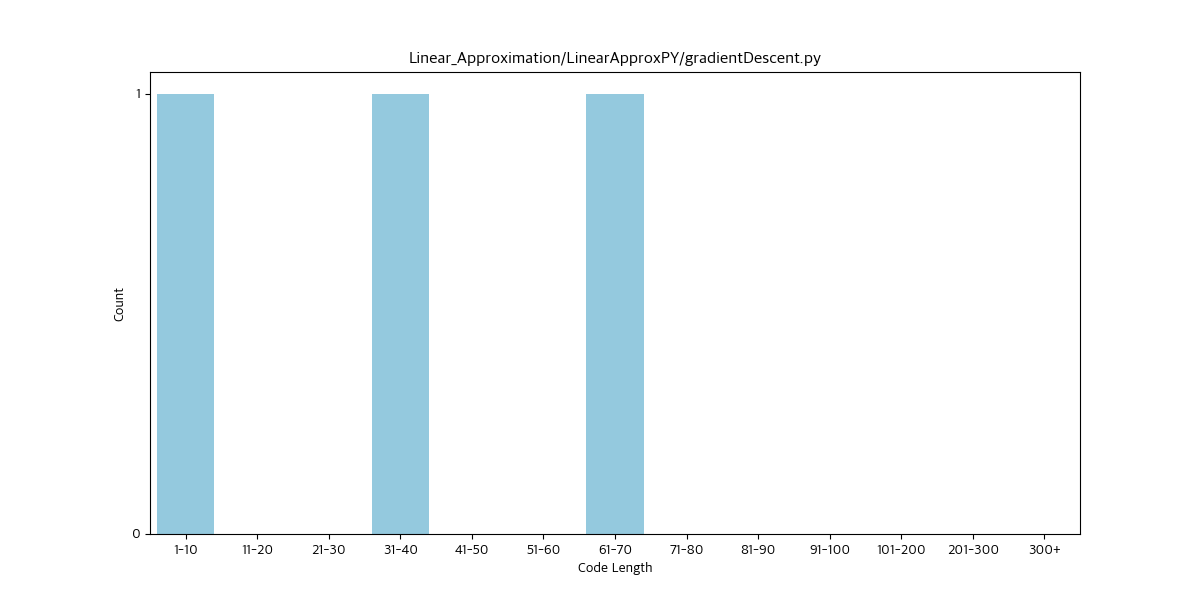 Linear_Approximation/LinearApproxPY/gradientDescent.py
1
Count
0
1-10 11-20 21-30 31-40 41-50 51-60 61-70 71-80 81-90 91-100 101-200 201-300 300+
Code Length